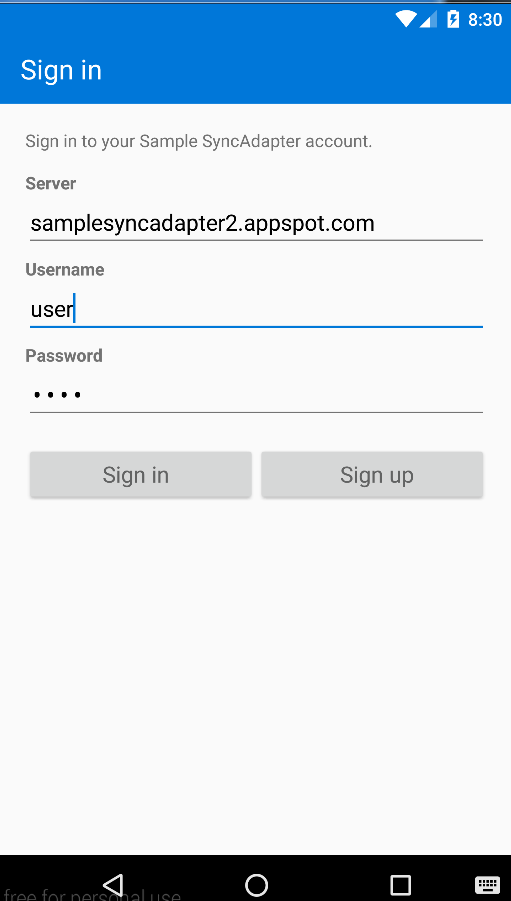 8:30
Sign in
Sign in to your Sample SyncAdapter account.
Server
samplesyncadapter2.appspot.com
Username
user
Password
••••
Sign in Sign up
free for personal use